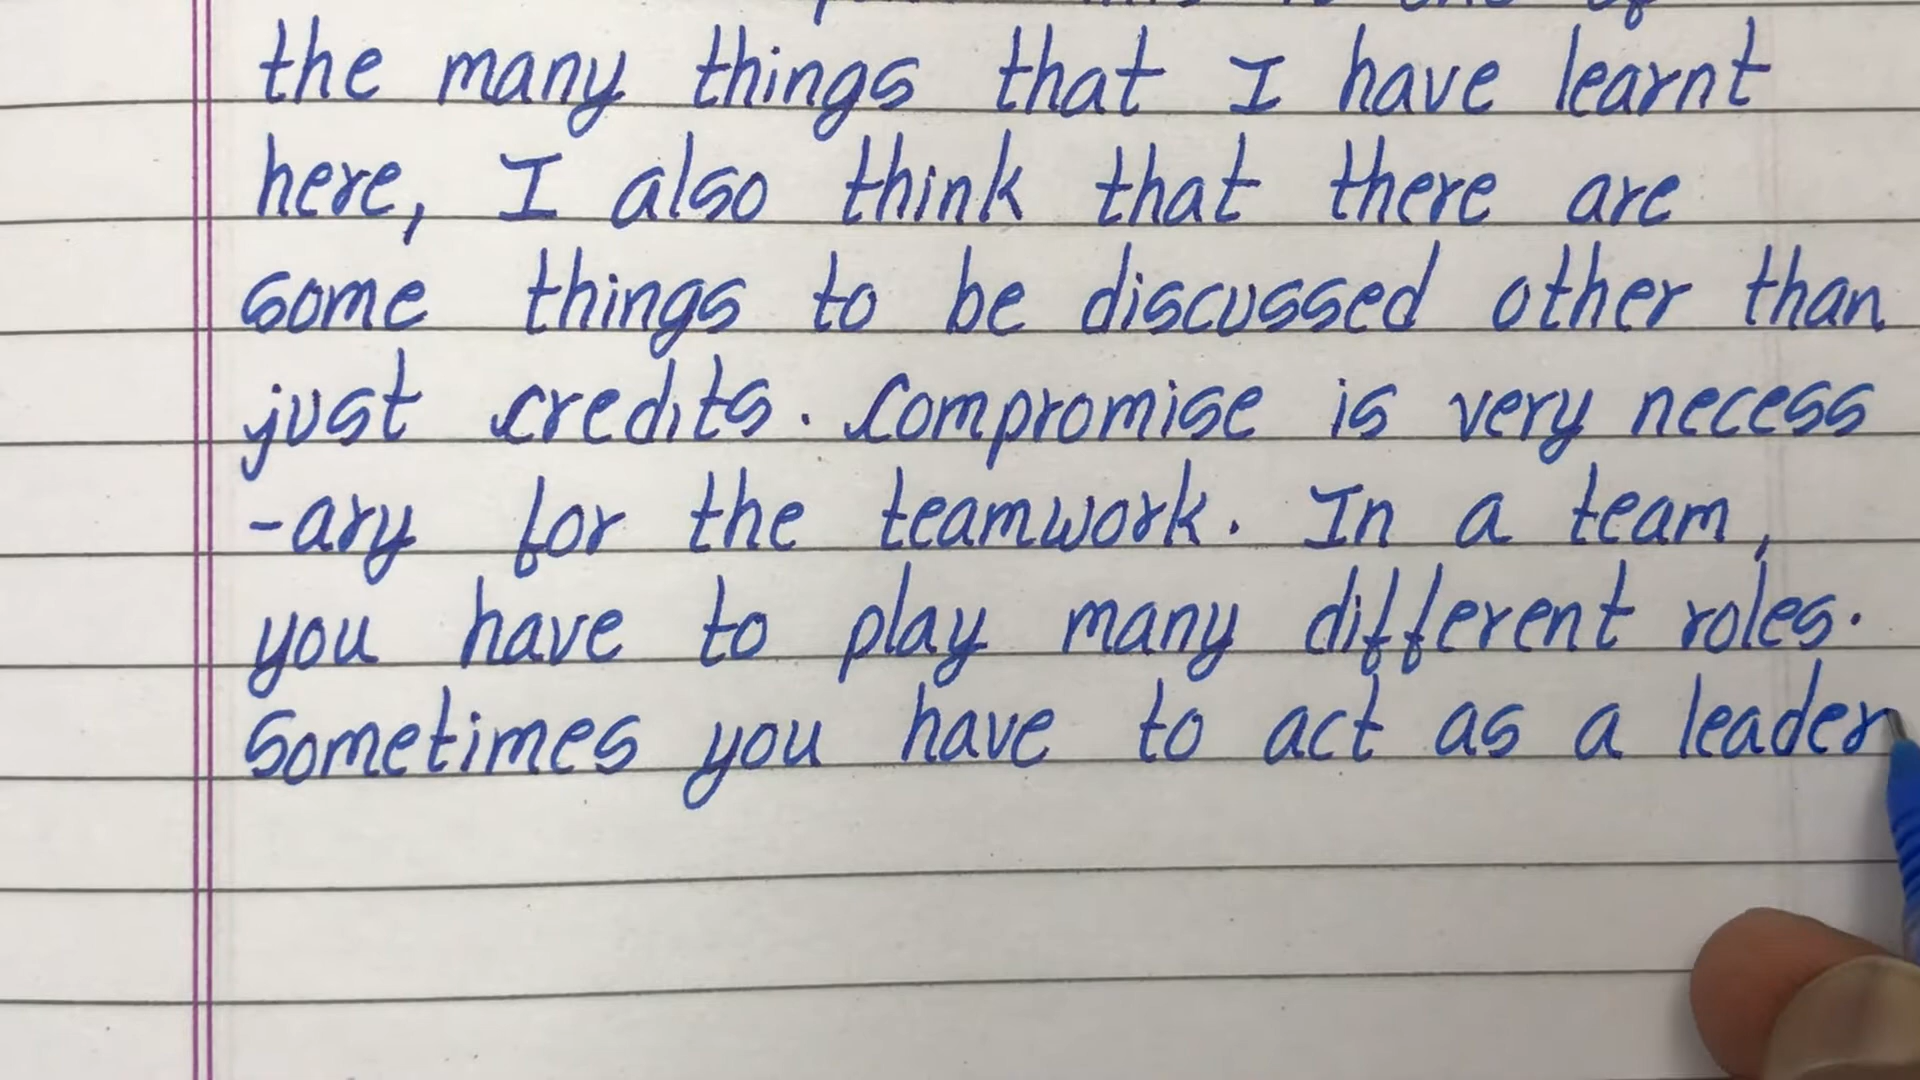 the many things that I have learnt
here, I also think that there are
some things to be discussed other than
just credits. Compromise is very necess
-ary for the teamwork. In a team,
you have to play many different roles.
Sometimes you have to act as a leader